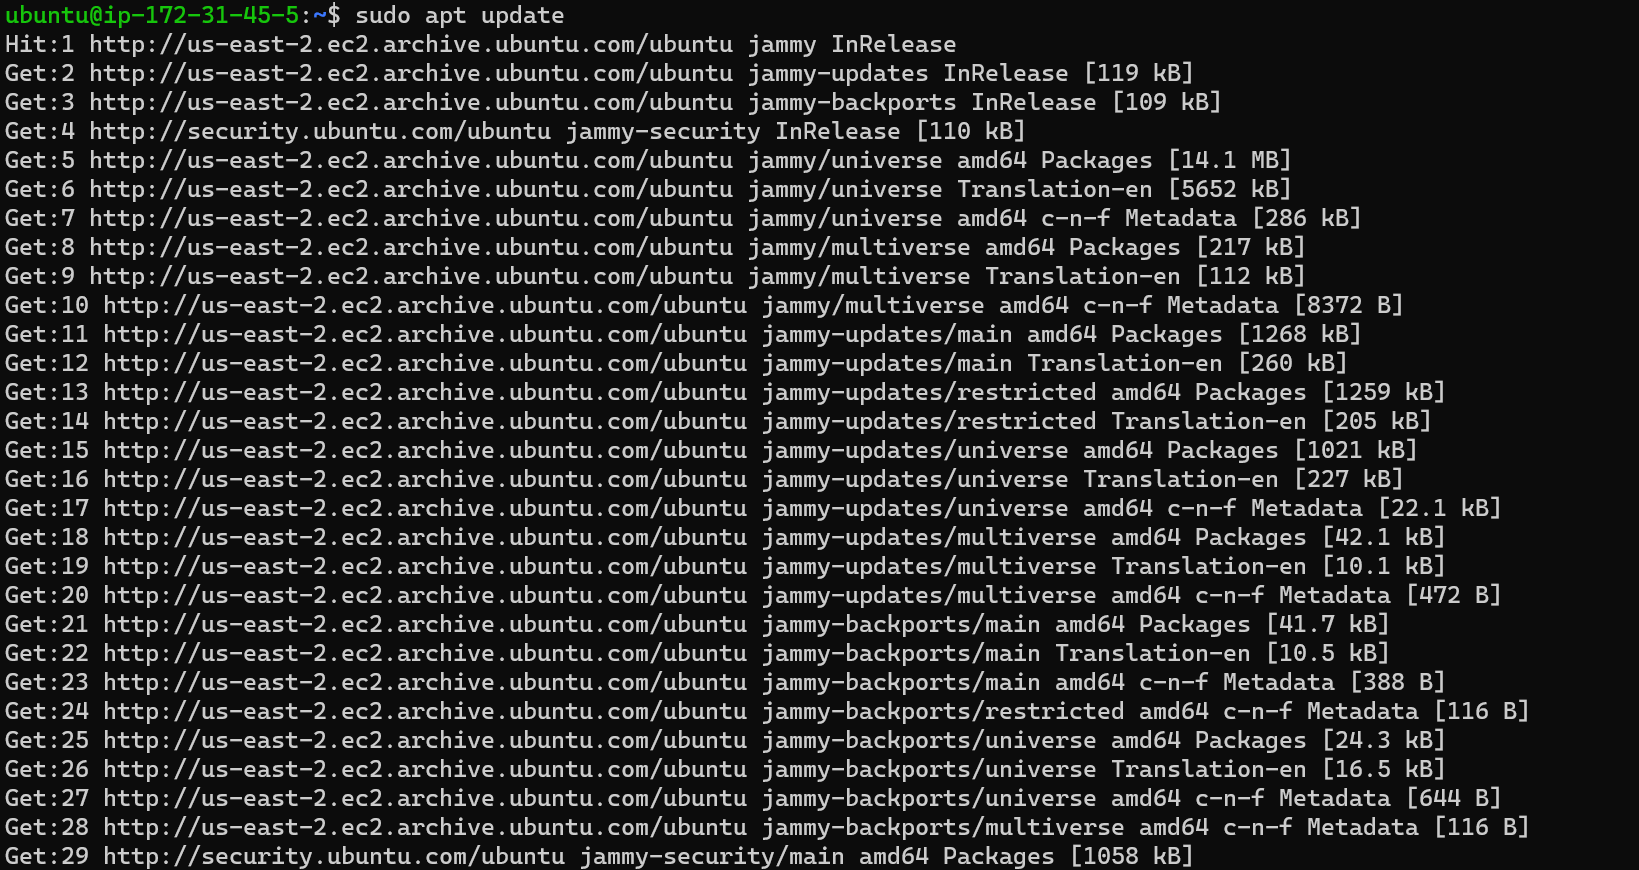 ubuntu@ip-172-31-45-5:~$ sudo apt update
Hit:1 http://us-east-2.ec2.archive.ubuntu.com/ubuntu jammy InRelease
Get:2 http://us-east-2.ec2.archive.ubuntu.com/ubuntu jammy-updates InRelease [119 kB]
Get:3 http://us-east-2.ec2.archive.ubuntu.com/ubuntu jammy-backports InRelease [109 kB]
Get:4 http://security.ubuntu.com/ubuntu jammy-security InRelease [110 kB]
Get:5 http://us-east-2.ec2.archive.ubuntu.com/ubuntu jammy/universe amd64 Packages [14.1 MB]
Get:6 http://us-east-2.ec2.archive.ubuntu.com/ubuntu jammy/universe Translation-en [5652 kB]
Get:7 http://us-east-2.ec2.archive.ubuntu.com/ubuntu jammy/universe amd64 c-n-f Metadata [286 kB]
Get:8 http://us-east-2.ec2.archive.ubuntu.com/ubuntu jammy/multiverse amd64 Packages [217 kB]
Get:9 http://us-east-2.ec2.archive.ubuntu.com/ubuntu jammy/multiverse Translation-en [112 kB]
Get:10 http://us-east-2.ec2.archive.ubuntu.com/ubuntu jammy/multiverse amd64 c-n-f Metadata [8372 B]
Get:11 http://us-east-2.ec2.archive.ubuntu.com/ubuntu jammy-updates/main amd64 Packages [1268 kB]
Get:12 http://us-east-2.ec2.archive.ubuntu.com/ubuntu jammy-updates/main Translation-en [260 kB]
Get:13 http://us-east-2.ec2.archive.ubuntu.com/ubuntu jammy-updates/restricted amd64 Packages [1259 kB]
Get:14 http://us-east-2.ec2.archive.ubuntu.com/ubuntu jammy-updates/restricted Translation-en [205 kB]
Get:15 http://us-east-2.ec2.archive.ubuntu.com/ubuntu jammy-updates/universe amd64 Packages [1021 kB]
Get:16 http://us-east-2.ec2.archive.ubuntu.com/ubuntu jammy-updates/universe Translation-en [227 kB]
Get:17 http://us-east-2.ec2.archive.ubuntu.com/ubuntu jammy-updates/universe amd64 c-n-f Metadata [22.1 kB]
Get:18 http://us-east-2.ec2.archive.ubuntu.com/ubuntu jammy-updates/multiverse amd64 Packages [42.1 kB]
Get:19 http://us-east-2.ec2.archive.ubuntu.com/ubuntu jammy-updates/multiverse Translation-en [10.1 kB]
Get:20 http://us-east-2.ec2.archive.ubuntu.com/ubuntu jammy-updates/multiverse amd64 c-n-f Metadata [472 B]
Get:21 http://us-east-2.ec2.archive.ubuntu.com/ubuntu jammy-backports/main amd64 Packages [41.7 kB]
Get:22 http://us-east-2.ec2.archive.ubuntu.com/ubuntu jammy-backports/main Translation-en [10.5 kB]
Get:23 http://us-east-2.ec2.archive.ubuntu.com/ubuntu jammy-backports/main amd64 c-n-f Metadata [388 B]
Get:24 http://us-east-2.ec2.archive.ubuntu.com/ubuntu jammy-backports/restricted amd64 c-n-f Metadata [116 B]
Get:25 http://us-east-2.ec2.archive.ubuntu.com/ubuntu jammy-backports/universe amd64 Packages [24.3 kB]
Get:26 http://us-east-2.ec2.archive.ubuntu.com/ubuntu jammy-backports/universe Translation-en [16.5 kB]
Get:27 http://us-east-2.ec2.archive.ubuntu.com/ubuntu jammy-backports/universe amd64 c-n-f Metadata [644 B]
Get:28 http://us-east-2.ec2.archive.ubuntu.com/ubuntu jammy-backports/multiverse amd64 c-n-f Metadata [116 B]
Get:29 http://security.ubuntu.com/ubuntu jammy-security/main amd64 Packages [1058 kB]